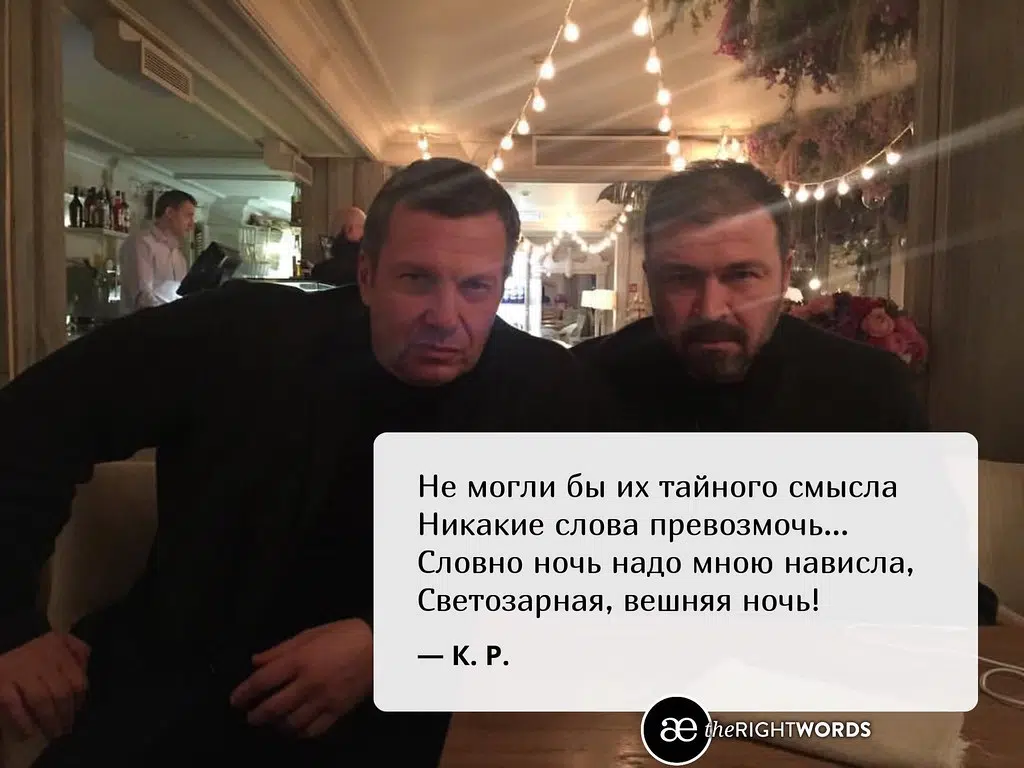 Не могли бы их тайного смысла
Никакие слова превозмочь...
Словно ночь надо мною нависла,
Светозарная, вешняя ночь!
— К. Р.
æ theRIGHTWORDS